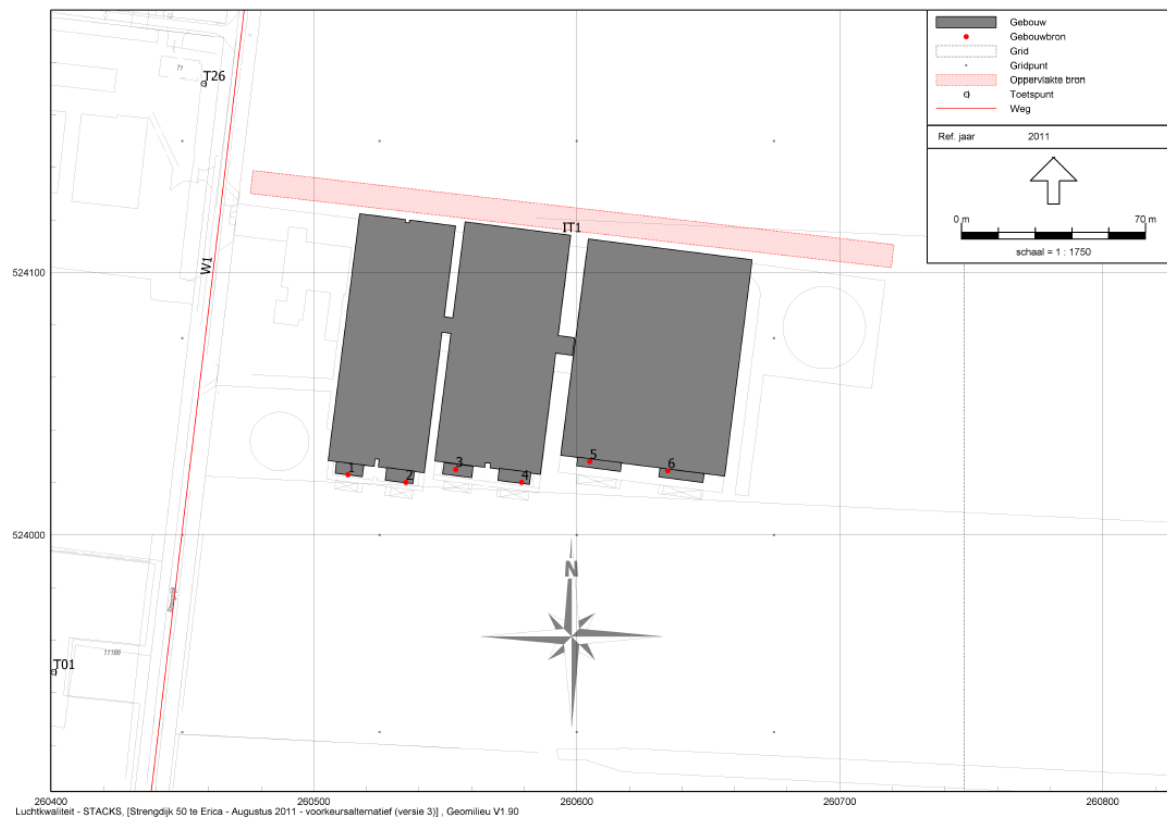 Gebouw
Gebouwbron
Grid
Gridpunt
Oppervlakte bron
Toetspunt
Weg
Ref. jaar 2011
0 m 70 m
schaal = 1 : 1750
71
T26
IT1
W1
524100
1
2
3
4
5
6
524000
N
Strengdijk
11186
T01
260400 260500 260600 260700 260800
Luchtkwaliteit - STACKS, [Strengdijk 50 te Erica - Augustus 2011 - voorkeursalternatief (versie 3)] , Geomilieu V1.90